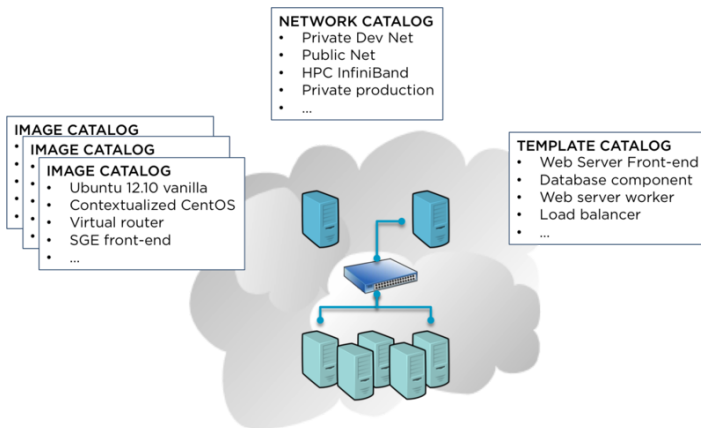 NETWORK CATALOG
• Private Dev Net
• Public Net
• HPC InfiniBand
• Private production
• ...
IMAGE CATALOG
IMAGE CATALOG
IMAGE CATALOG
• Ubuntu 12.10 vanilla
• Contextualized CentOS
• Virtual router
• SGE front-end
• ...
TEMPLATE CATALOG
• Web Server Front-end
• Database component
• Web server worker
• Load balancer
• ...